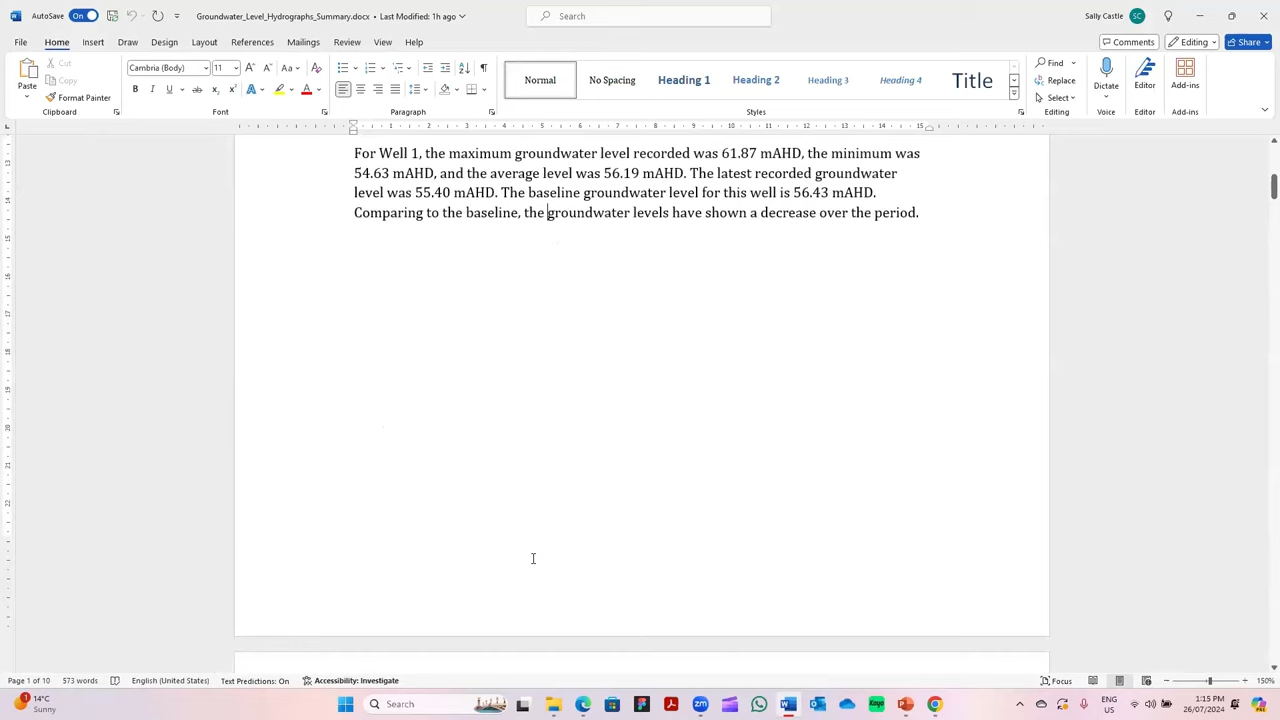 AutoSave On Groundwater_Level_Hydrographs_Summary.docx • Last Modified: 1h ago Search Sally Castle SC
File Home Insert Draw Design Layout References Mailings Review View Help Comments Editing Share
Paste Cut Copy Format Painter
Cambria (Body) 11
Normal No Spacing Heading 1 Heading 2 Heading 3 Heading 4 Title
Find Replace Select Dictate Editor Add-ins
Clipboard Font Paragraph Styles Editing Voice Editor Add-ins
For Well 1, the maximum groundwater level recorded was 61.87 mAHD, the minimum was
54.63 mAHD, and the average level was 56.19 mAHD. The latest recorded groundwater
level was 55.40 mAHD. The baseline groundwater level for this well is 56.43 mAHD.
Comparing to the baseline, the groundwater levels have shown a decrease over the period.
Page 1 of 10 573 words English (United States) Text Predictions: On Accessibility: Investigate Focus 150%
14°C Sunny Search ENG US 1:15 PM 26/07/2024